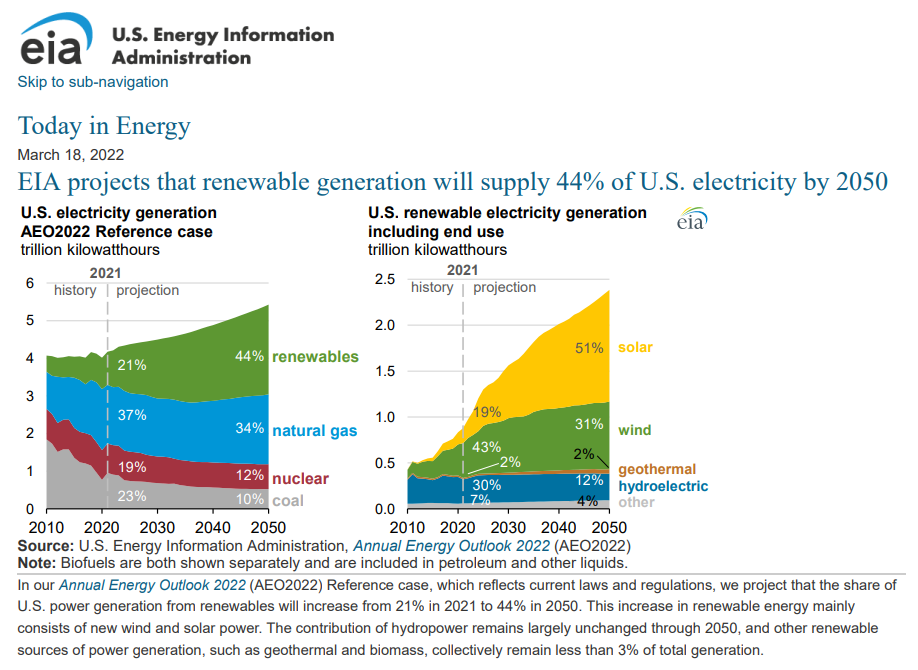 eia
U.S. Energy Information
Administration
Skip to sub-navigation
Today in Energy
March 18, 2022
EIA projects that renewable generation will supply 44% of U.S. electricity by 2050
U.S. electricity generation
AEO2022 Reference case
trillion kilowatthours
2021
history
projection
6
5
4
3
2
1
0
21%
44%
renewables
37%
34%
natural gas
19%
12%
nuclear
23%
10%
coal
2010
2020
2030
2040
2050
U.S. renewable electricity generation
including end use
trillion kilowatthours
eia
2021
history
projection
2.5
2.0
1.5
1.0
0.5
0.0
51%
solar
19%
31%
wind
43%
2%
2%
geothermal
30%
12%
hydroelectric
7%
4%
other
2010
2020
2030
2040
2050
Source: U.S. Energy Information Administration, Annual Energy Outlook 2022 (AEO2022)
Note: Biofuels are both shown separately and are included in petroleum and other liquids.
In our Annual Energy Outlook 2022 (AEO2022) Reference case, which reflects current laws and regulations, we project that the share of
U.S. power generation from renewables will increase from 21% in 2021 to 44% in 2050. This increase in renewable energy mainly
consists of new wind and solar power. The contribution of hydropower remains largely unchanged through 2050, and other renewable
sources of power generation, such as geothermal and biomass, collectively remain less than 3% of total generation.